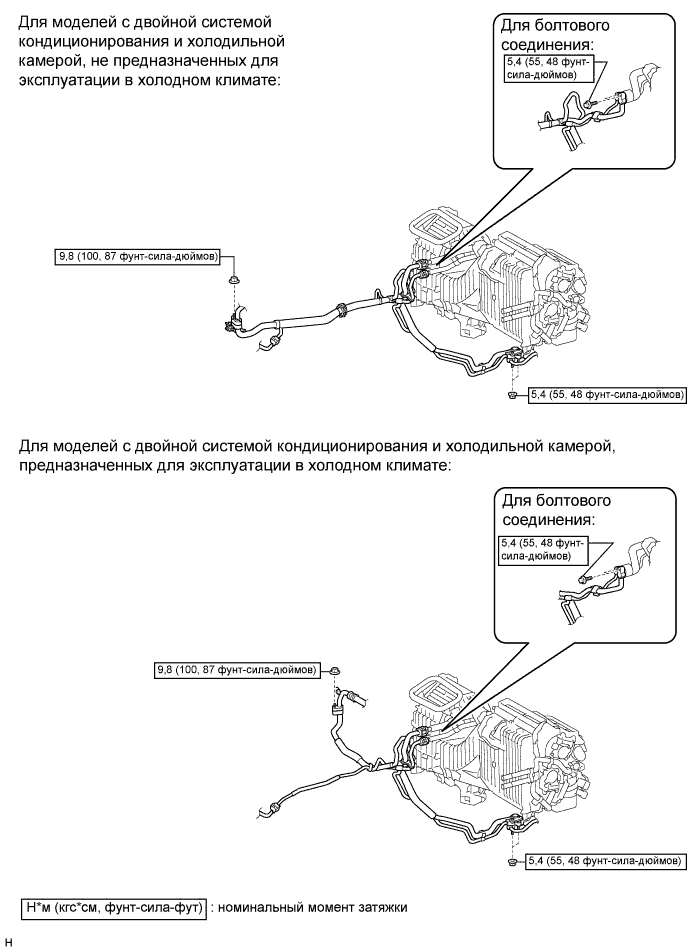 Для моделей с двойной системой
кондиционирования и холодильной
камерой, не предназначенных для
эксплуатации в холодном климате:
Для болтового
соединения:
5,4 (55, 48 фунт-
сила-дюймов)
9,8 (100, 87 фунт-сила-дюймов)
5,4 (55, 48 фунт-сила-дюймов)
Для моделей с двойной системой кондиционирования и холодильной камерой,
предназначенных для эксплуатации в холодном климате:
Для болтового
соединения:
5,4 (55, 48 фунт-
сила-дюймов)
9,8 (100, 87 фунт-сила-дюймов)
5,4 (55, 48 фунт-сила-дюймов)
Н*м (кгс*см, фунт-сила-фут) : номинальный момент затяжки
H